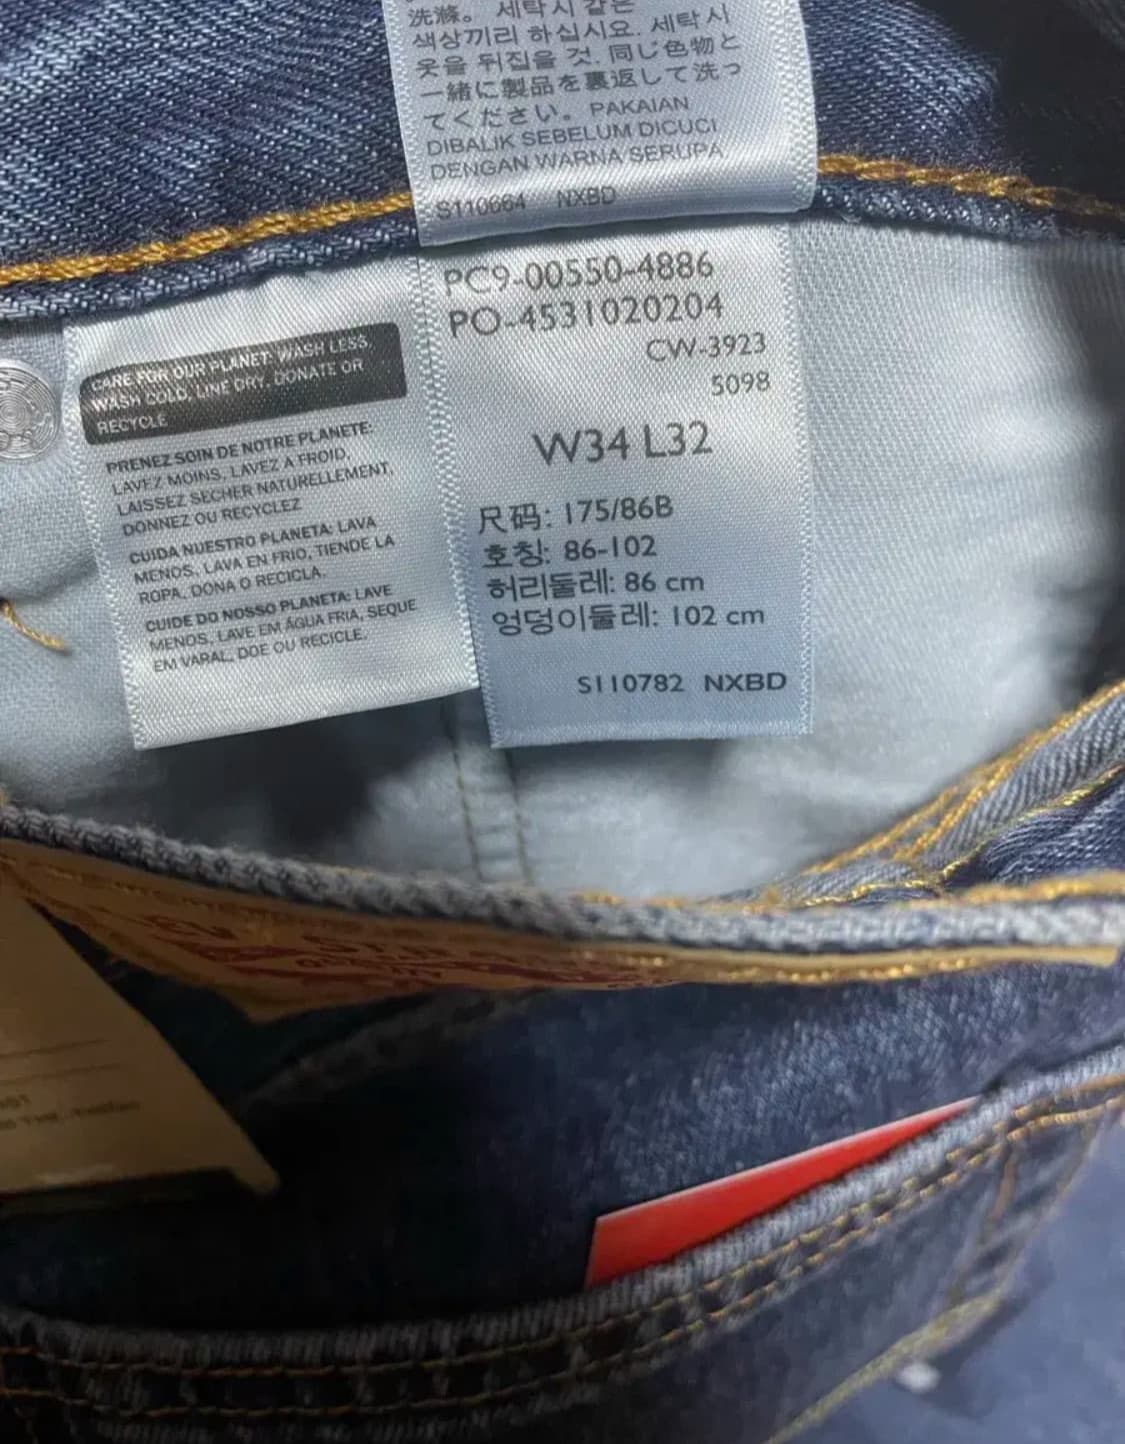 洗滌。 세탁시 같은
색상끼리 하십시요. 세탁시
옷을 뒤집을 것. 同じ色物と
一緒に製品を裏返して洗っ
てください。 PAKAIAN
DIBALIK SEBELUM DICUCI
DENGAN WARNA SERUPA
S110664 NXBD
PC9-00550-4886
PO-4531020204
CW-3923
5098
W34 L32
尺码: 175/86B
호칭: 86-102
허리둘레: 86 cm
엉덩이둘레: 102 cm
S110782 NXBD
CARE FOR OUR PLANET: WASH LESS,
WASH COLD, LINE DRY, DONATE OR
RECYCLE
PRENEZ SOIN DE NOTRE PLANETE:
LAVEZ MOINS, LAVEZ A FROID,
LAISSEZ SECHER NATURELLEMENT,
DONNEZ OU RECYCLEZ
CUIDA NUESTRO PLANETA: LAVA
MENOS, LAVA EN FRIO, TIENDE LA
ROPA, DONA O RECICLA.
CUIDE DO NOSSO PLANETA: LAVE
MENOS, LAVE EM ÁGUA FRIA, SEQUE
EM VARAL, DOE OU RECICLE.